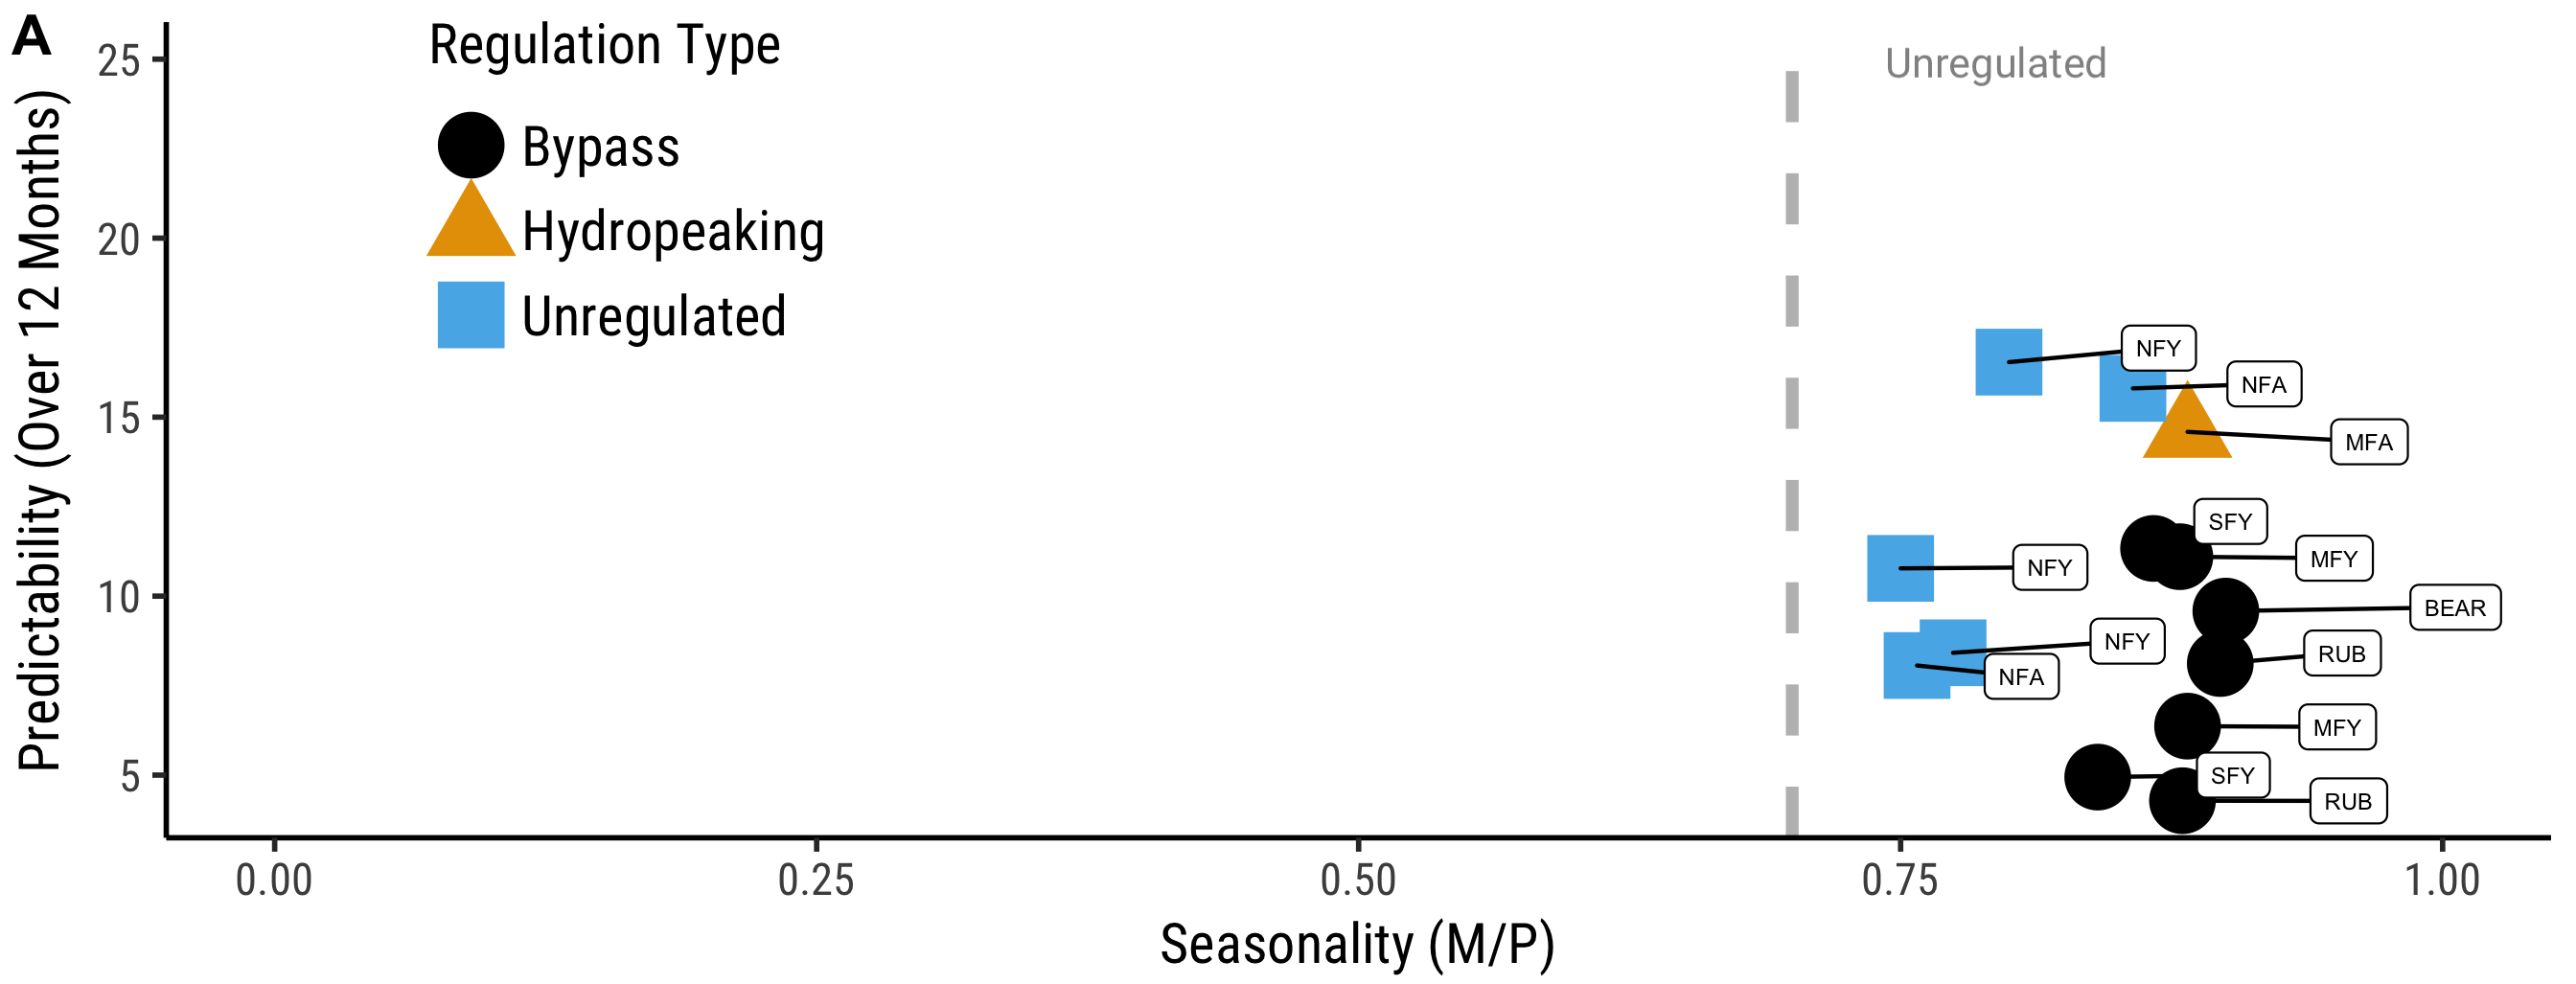 A
Regulation Type
Bypass
Hydropeaking
Unregulated
Unregulated
Predictability (Over 12 Months)
25
20
15
10
5
NFY
NFA
MFA
SFY
MFY
NFY
BEAR
NFY
RUB
NFA
MFY
SFY
RUB
0.00 0.25 0.50 0.75 1.00
Seasonality (M/P)